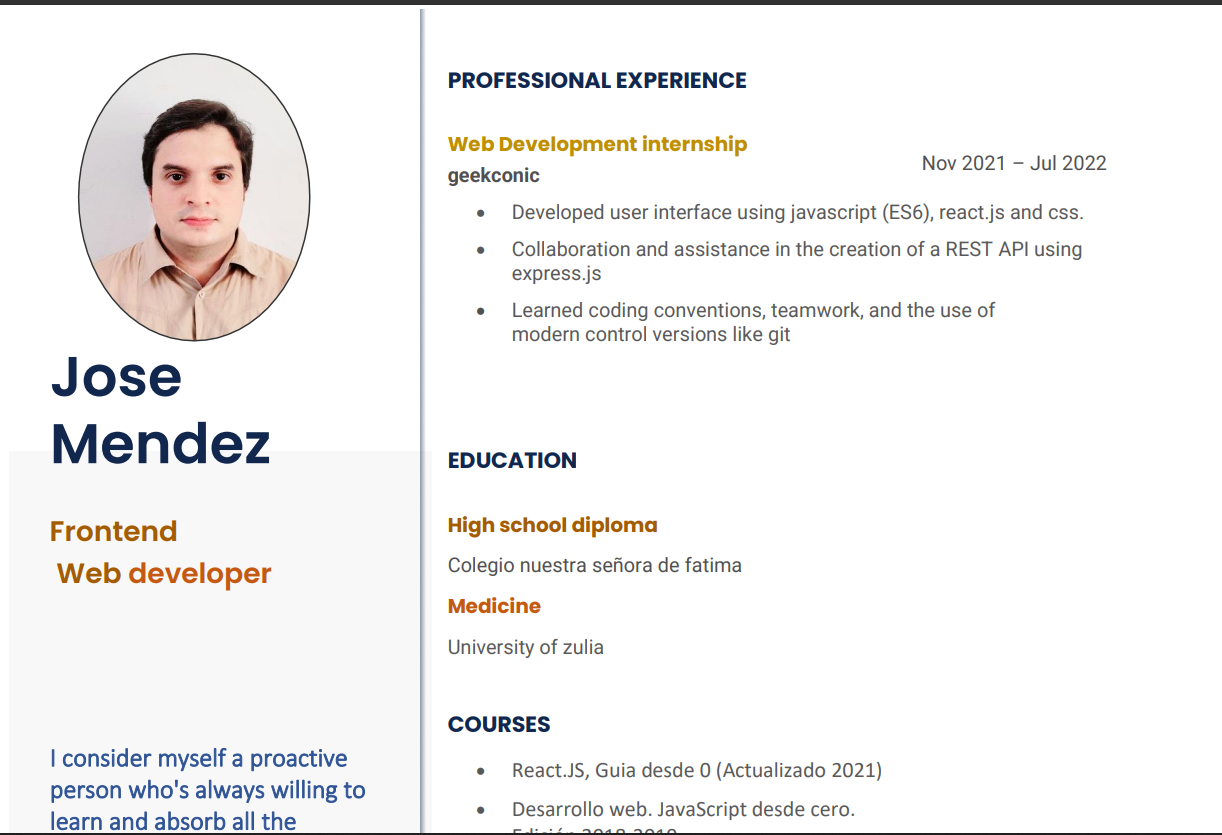 Jose
Mendez
Frontend
Web developer
I consider myself a proactive
person who's always willing to
learn and absorb all the
PROFESSIONAL EXPERIENCE
Web Development internship
geekconic
Nov 2021 – Jul 2022
• Developed user interface using javascript (ES6), react.js and css.
• Collaboration and assistance in the creation of a REST API using
express.js
• Learned coding conventions, teamwork, and the use of
modern control versions like git
EDUCATION
High school diploma
Colegio nuestra señora de fatima
Medicine
University of zulia
COURSES
• React.JS, Guia desde 0 (Actualizado 2021)
• Desarrollo web. JavaScript desde cero.
Edición 2018-2019